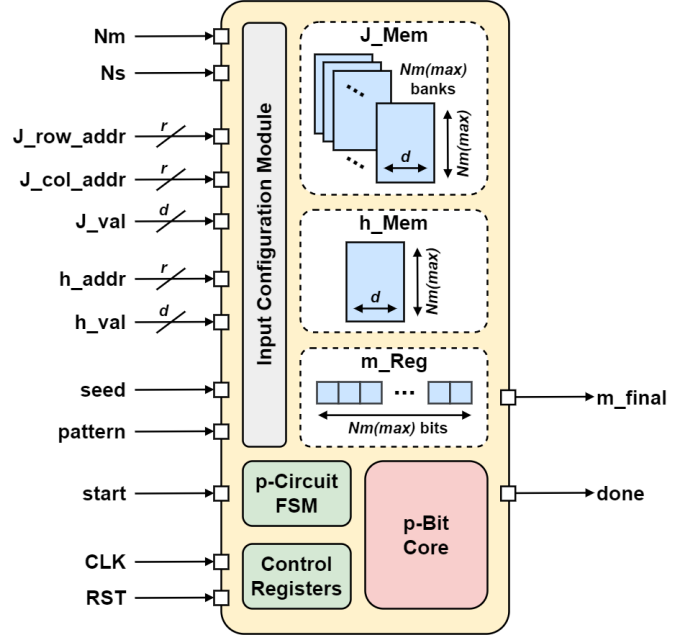 Nm
Ns
J_row_addr
r
J_col_addr
r
J_val
d
h_addr
r
h_val
d
seed
pattern
start
CLK
RST
Input Configuration Module
J_Mem
Nm(max)
banks
d
Nm(max)
h_Mem
d
Nm(max)
m_Reg
Nm(max) bits
p-Circuit
FSM
Control
Registers
p-Bit
Core
m_final
done